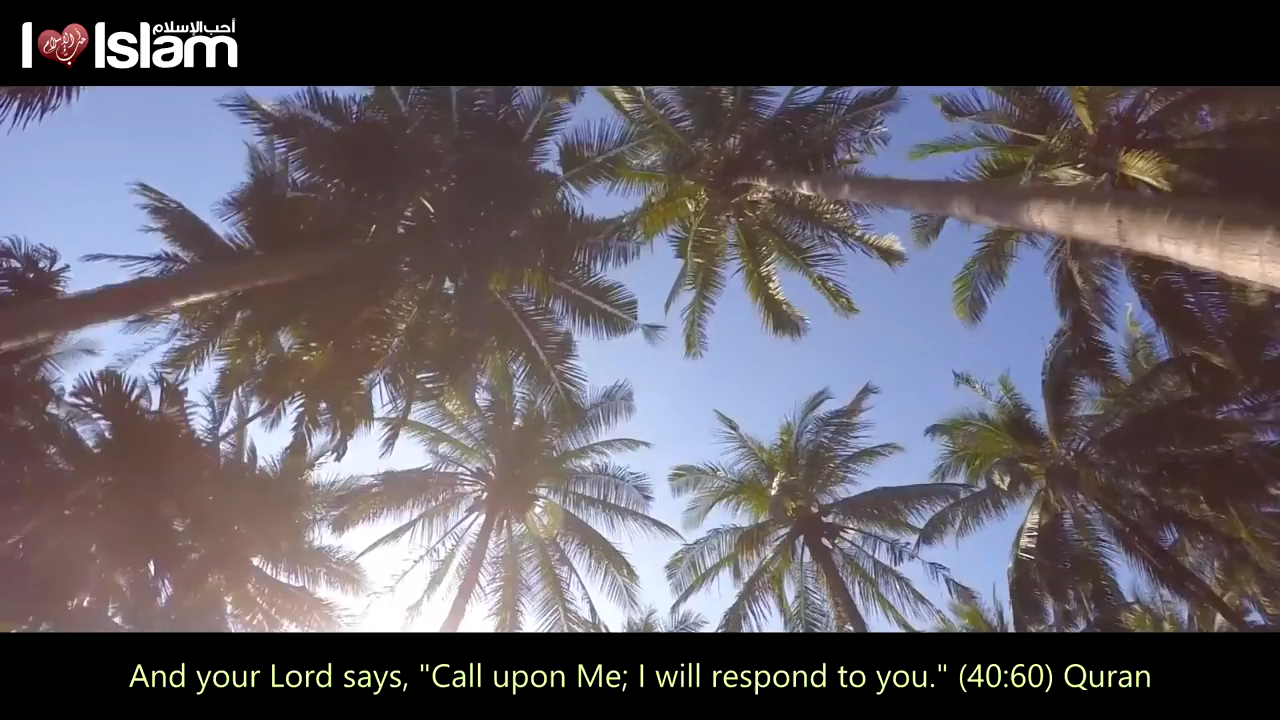 أحب الإسلام
I Islam
And your Lord says, "Call upon Me; I will respond to you." (40:60) Quran